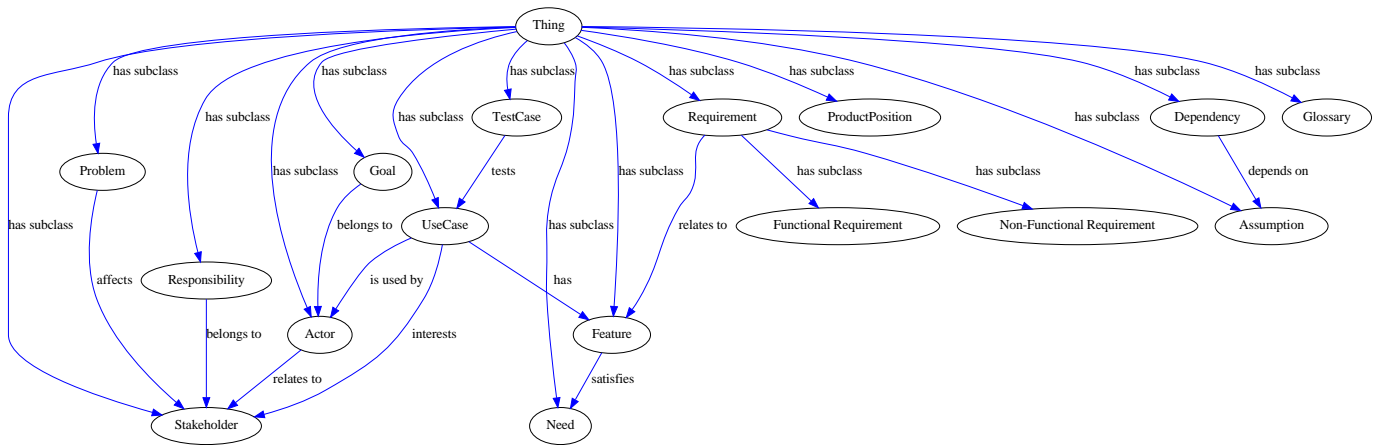 Thing
has subclass
has subclass
has subclass
has subclass
has subclass
has subclass
has subclass
TestCase
Requirement
ProductPosition
Dependency
Glossary
has subclass
has subclass
has subclass
Problem
Goal
has subclass
has subclass
tests
has subclass
has subclass
depends on
has subclass
belongs to
UseCase
has subclass
relates to
Functional Requirement
Non-Functional Requirement
Assumption
affects
Responsibility
is used by
has
belongs to
Actor
interests
Feature
relates to
satisfies
Stakeholder
Need